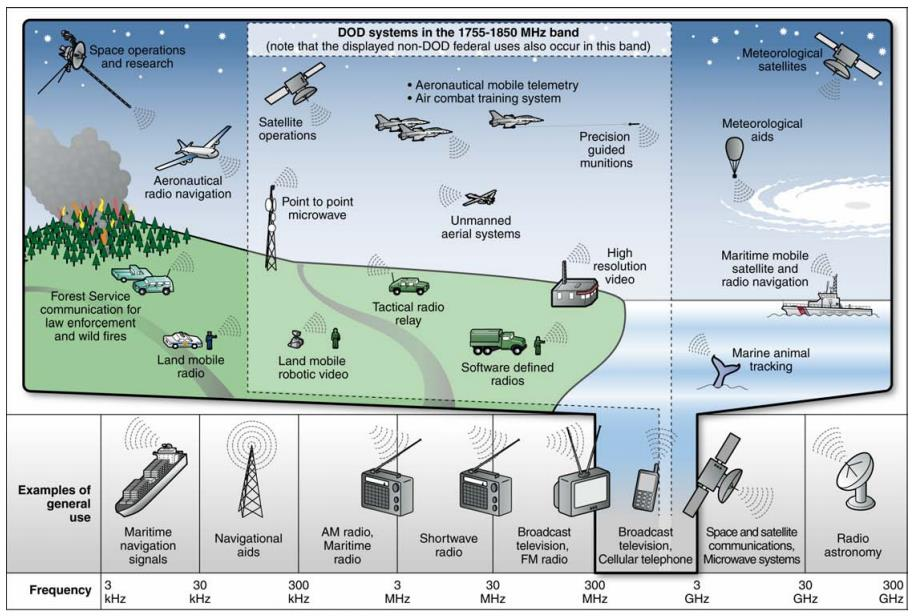 DOD systems in the 1755-1850 MHz band
(note that the displayed non-DOD federal uses also occur in this band)
Space operations
and research
Meteorological
satellites
• Aeronautical mobile telemetry
• Air combat training system
Satellite
operations
Precision
guided
munitions
Meteorological
aids
Aeronautical
radio navigation
Point to point
microwave
Unmanned
aerial systems
High
resolution
video
Maritime mobile
satellite and
radio navigation
Forest Service
communication for
law enforcement
and wild fires
Tactical radio
relay
Land mobile
radio
Land mobile
robotic video
Software defined
radios
Marine animal
tracking
Examples of
general
use
Maritime
navigation
signals
Navigational
aids
AM radio,
Maritime
radio
Shortwave
radio
Broadcast
television,
FM radio
Broadcast
television,
Cellular telephone
Space and satellite
communications,
Microwave systems
Radio
astronomy
Frequency
3
kHz
30
kHz
300
kHz
3
MHz
30
MHz
300
MHz
3
GHz
30
GHz
300
GHz